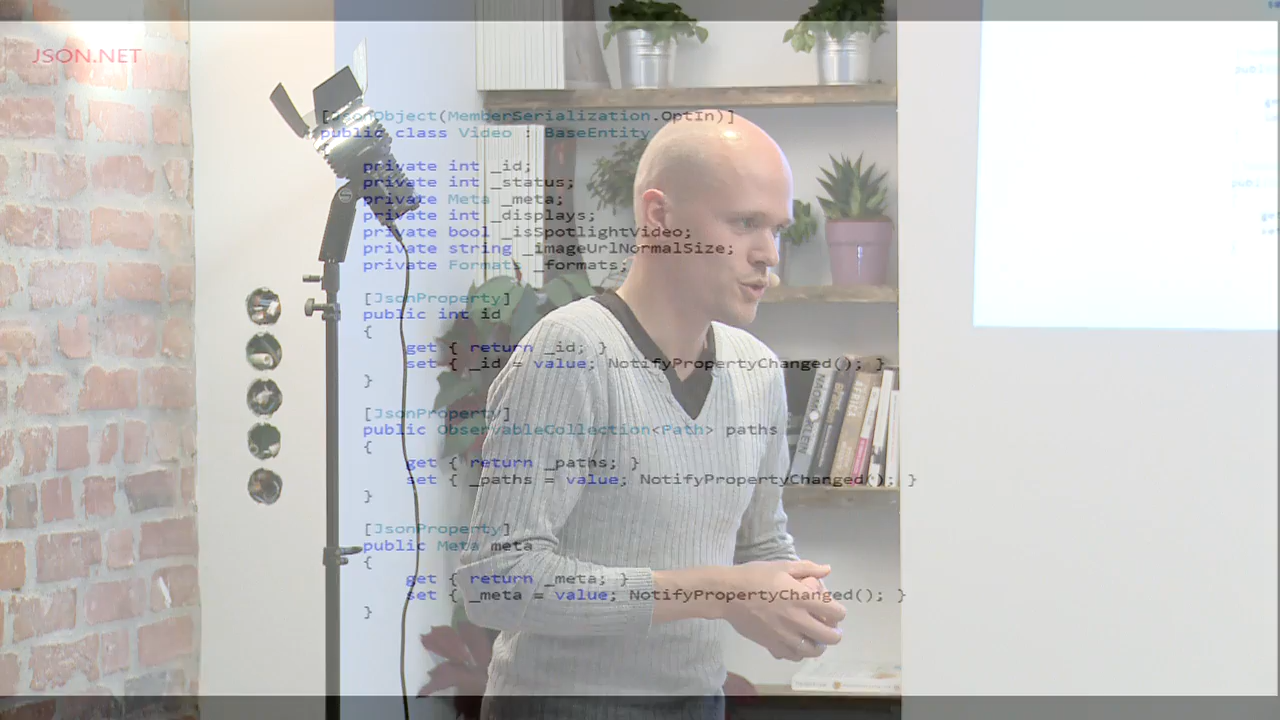 JSON.NET
[JsonObject(MemberSerialization.OptIn)]
public class Video : BaseEntity
private int _id;
private int _status;
private Meta _meta;
private int _displays;
private bool _isSpotlightVideo;
private string _imageUrlNormalSize;
private Formats _formats;
[JsonProperty]
public int id
{
get { return _id; }
set { _id = value; NotifyPropertyChanged(); }
}
[JsonProperty]
public ObservableCollection<Path> paths
{
get { return _paths; }
set { _paths = value; NotifyPropertyChanged(); }
}
[JsonProperty]
public Meta meta
{
get { return _meta; }
set { _meta = value; NotifyPropertyChanged(); }
}
NAOMI KLEIN
AFRICA